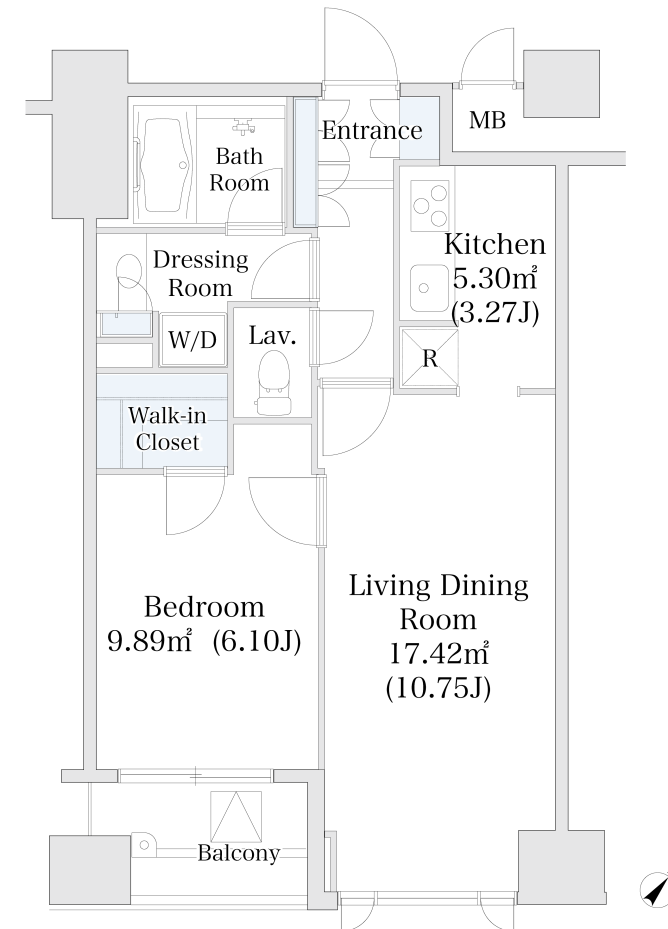 Entrance
MB
Bath
Room
Kitchen
5.30㎡
(3.27J)
Dressing
Room
W/D
Lav.
R
Walk-in
Closet
Bedroom
9.89㎡ (6.10J)
Living Dining
Room
17.42㎡
(10.75J)
Balcony